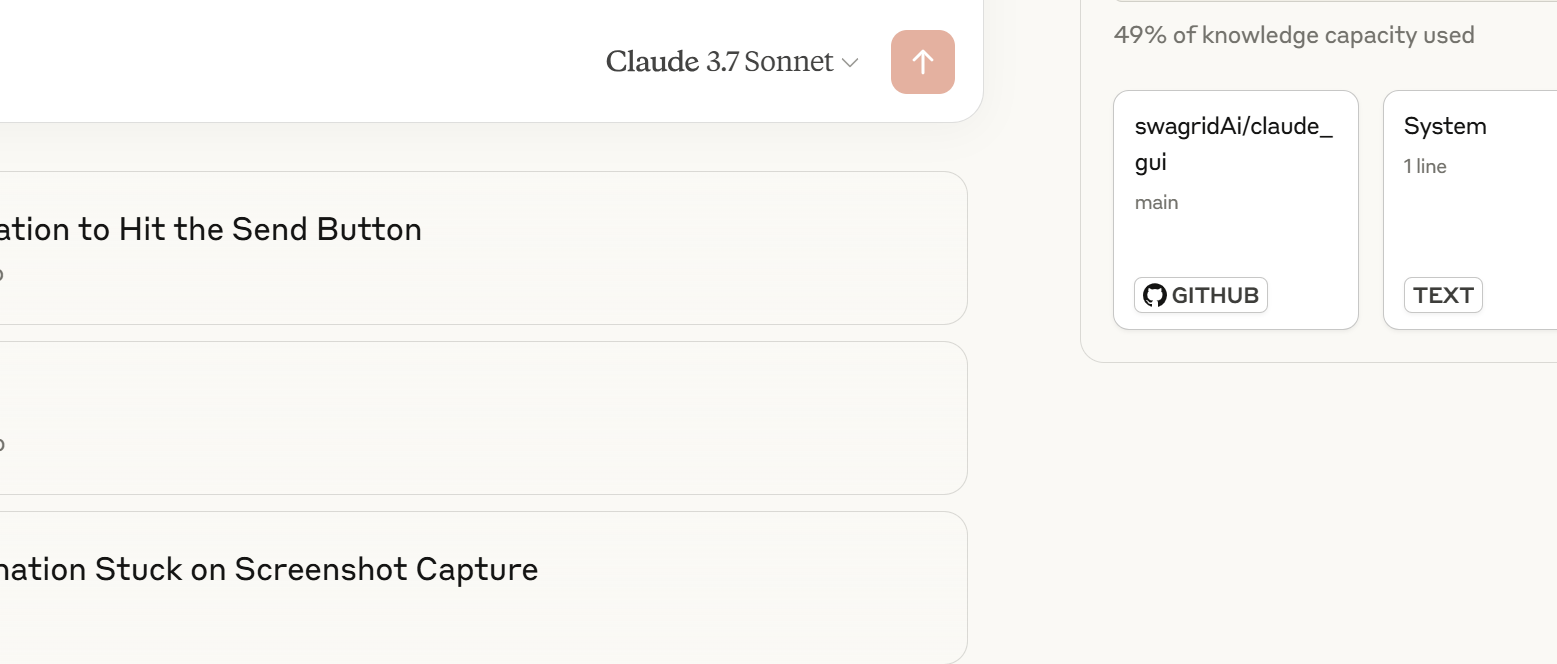 49% of knowledge capacity used
Claude 3.7 Sonnet
swagridAi/claude_
gui
main
GITHUB
System
1 line
TEXT
ation to Hit the Send Button
nation Stuck on Screenshot Capture